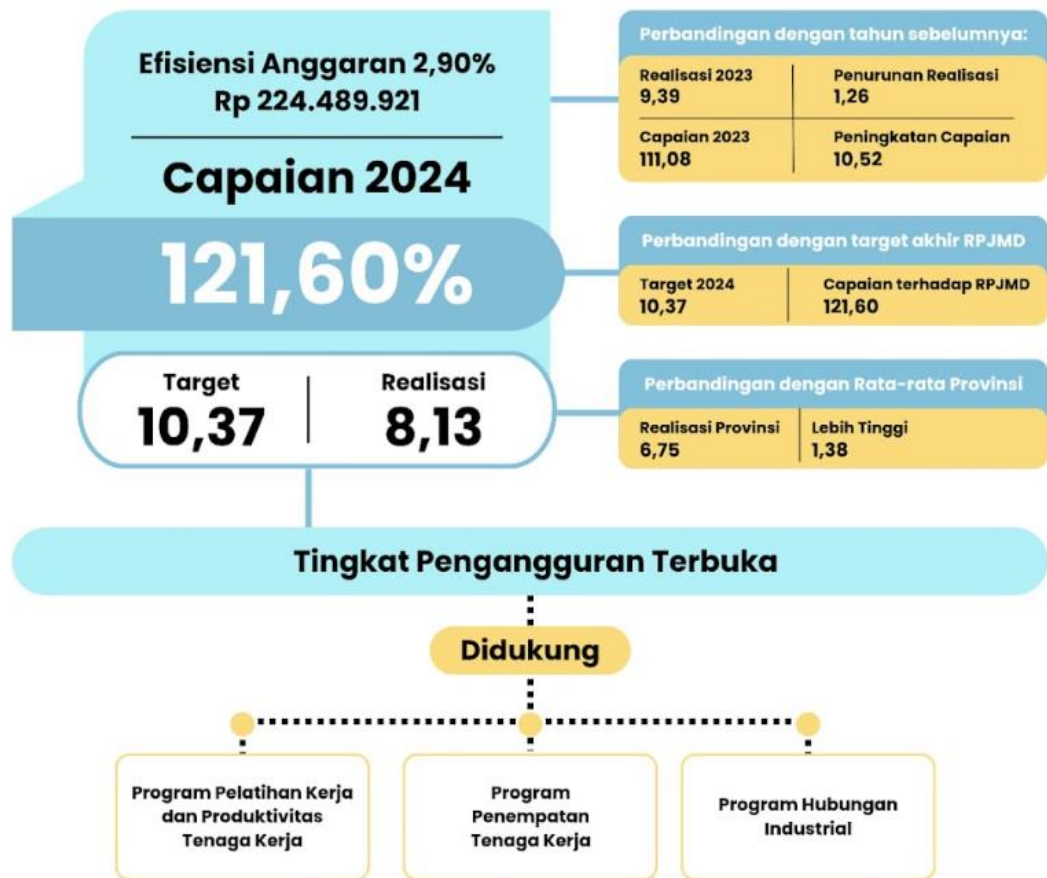 Efisiensi Anggaran 2,90%
Rp 224.489.921
Capaian 2024
121,60%
Target
10,37
Realisasi
8,13
Perbandingan dengan tahun sebelumnya:
Realisasi 2023
9,39
Penurunan Realisasi
1,26
Capaian 2023
111,08
Peningkatan Capaian
10,52
Perbandingan dengan target akhir RPJMD
Target 2024
10,37
Capaian terhadap RPJMD
121,60
Perbandingan dengan Rata-rata Provinsi
Realisasi Provinsi
6,75
Lebih Tinggi
1,38
Tingkat Pengangguran Terbuka
Didukung
Program Pelatihan Kerja
dan Produktivitas
Tenaga Kerja
Program
Penempatan
Tenaga Kerja
Program Hubungan
Industrial